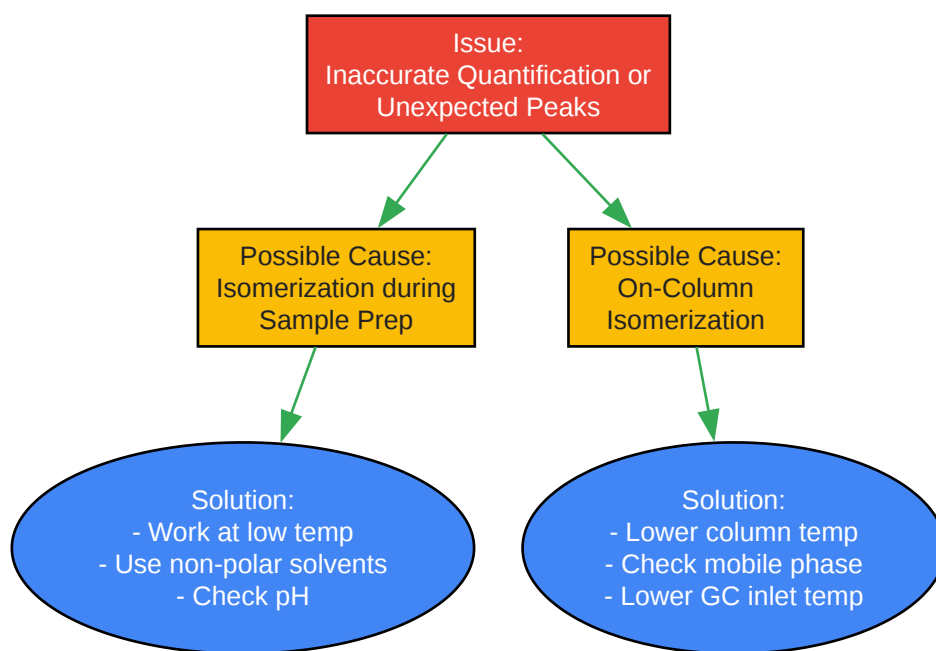 Issue:
Inaccurate Quantification or
Unexpected Peaks
Possible Cause:
Isomerization during
Sample Prep
Possible Cause:
On-Column
Isomerization
Solution:
- Work at low temp
- Use non-polar solvents
- Check pH
Solution:
- Lower column temp
- Check mobile phase
- Lower GC inlet temp